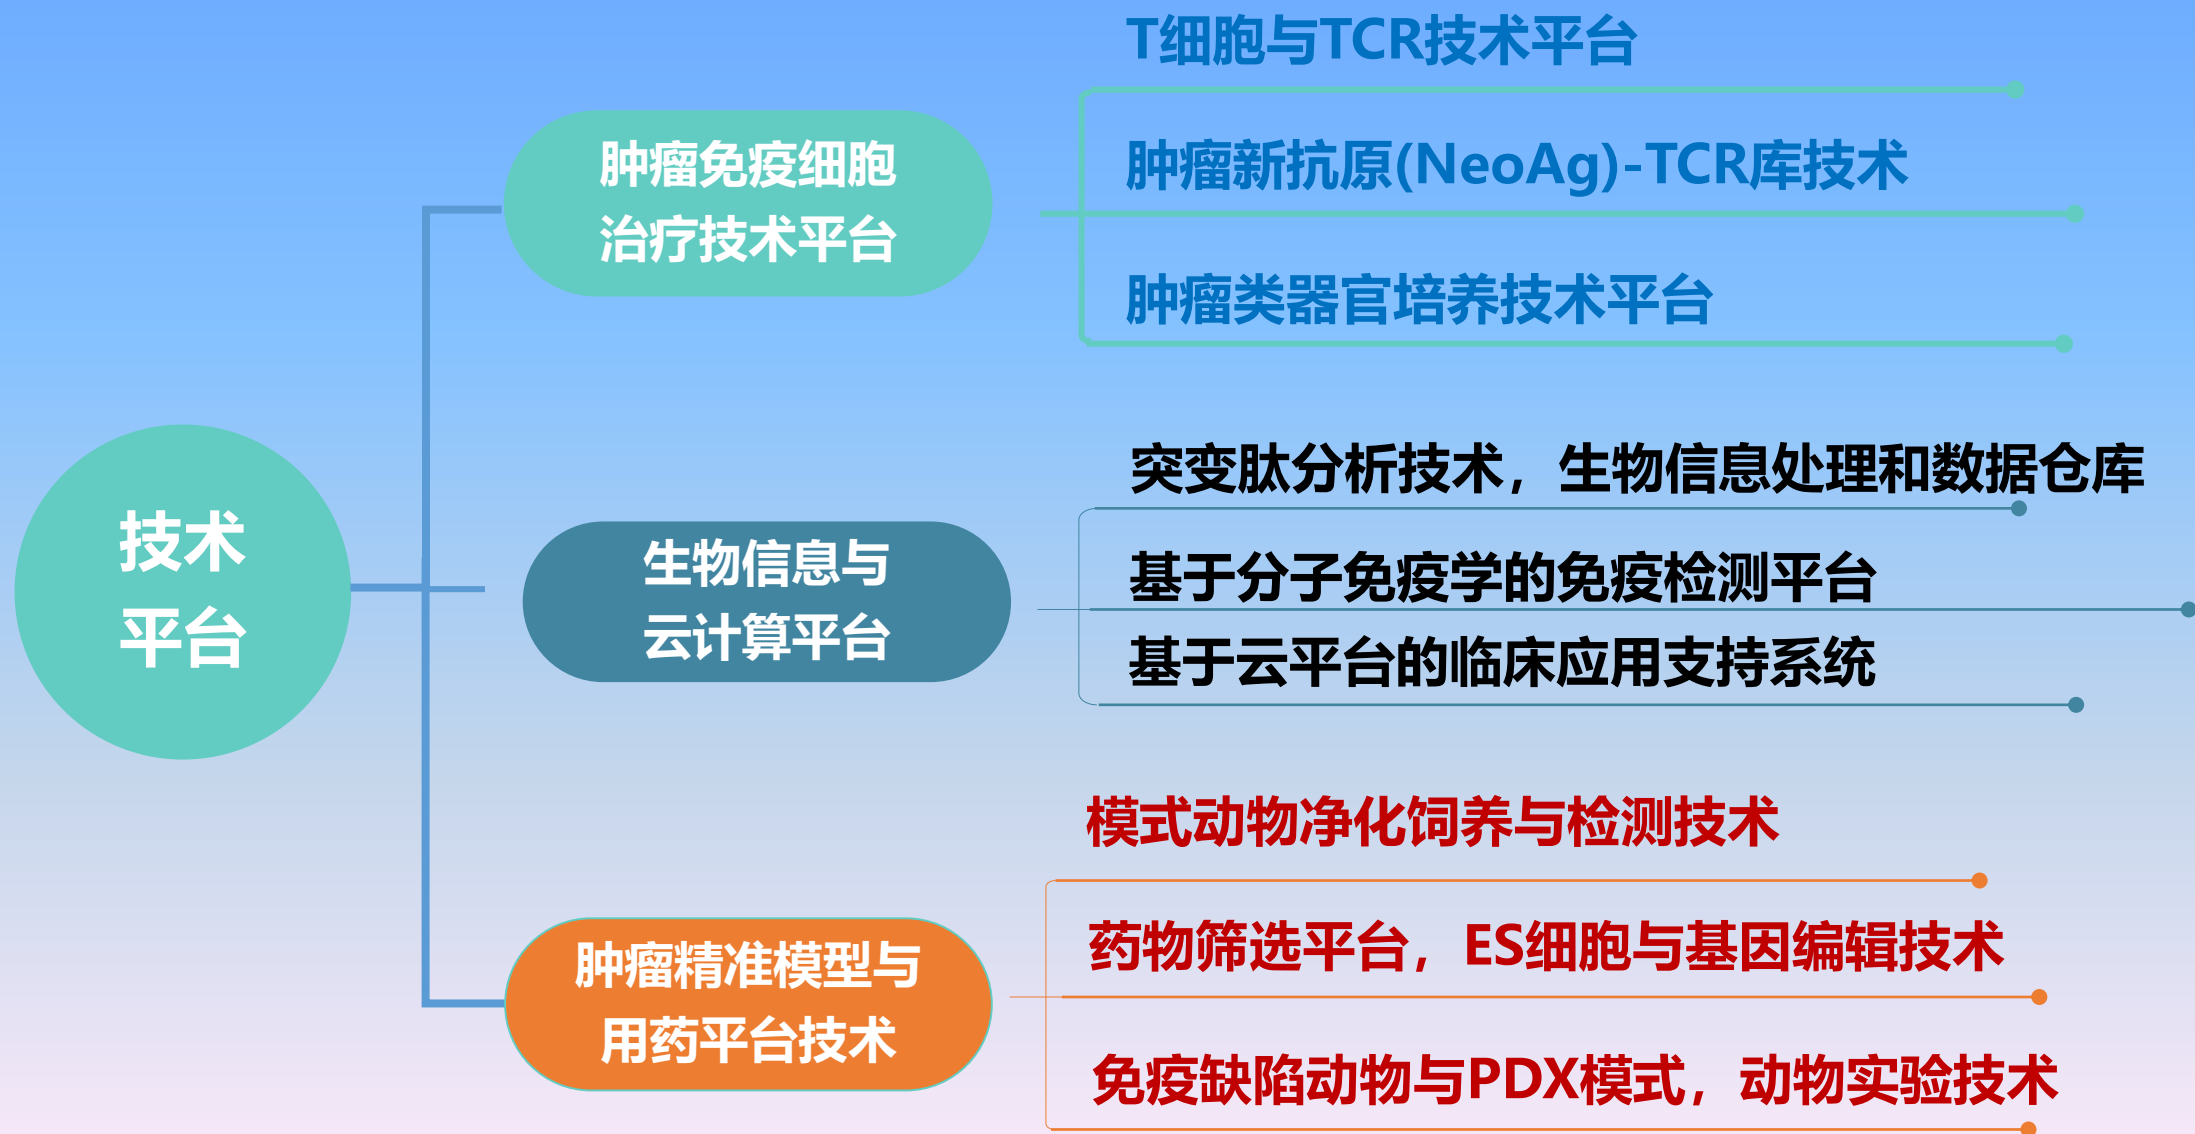 技术
平台
肿瘤免疫细胞
治疗技术平台
T细胞与TCR技术平台
肿瘤新抗原(NeoAg)-TCR库技术
肿瘤类器官培养技术平台
生物信息与
云计算平台
突变肽分析技术，生物信息处理和数据仓库
基于分子免疫学的免疫检测平台
基于云平台的临床应用支持系统
肿瘤精准模型与
用药平台技术
模式动物净化饲养与检测技术
药物筛选平台，ES细胞与基因编辑技术
免疫缺陷动物与PDX模式，动物实验技术